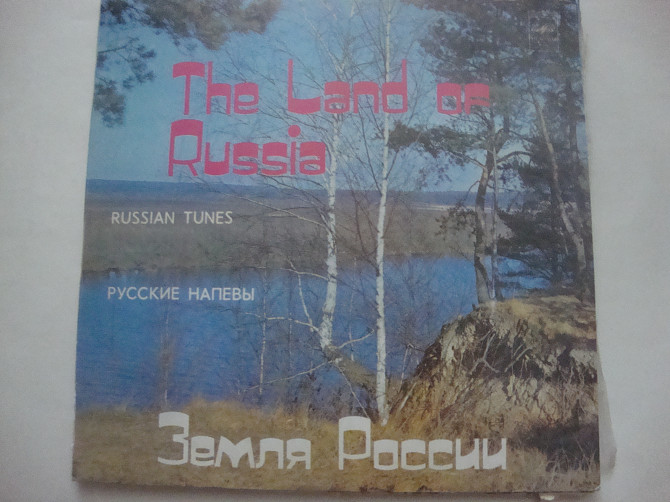 The Land of
Russia
RUSSIAN TUNES
РУССКИЕ НАПЕВЫ
Земля России